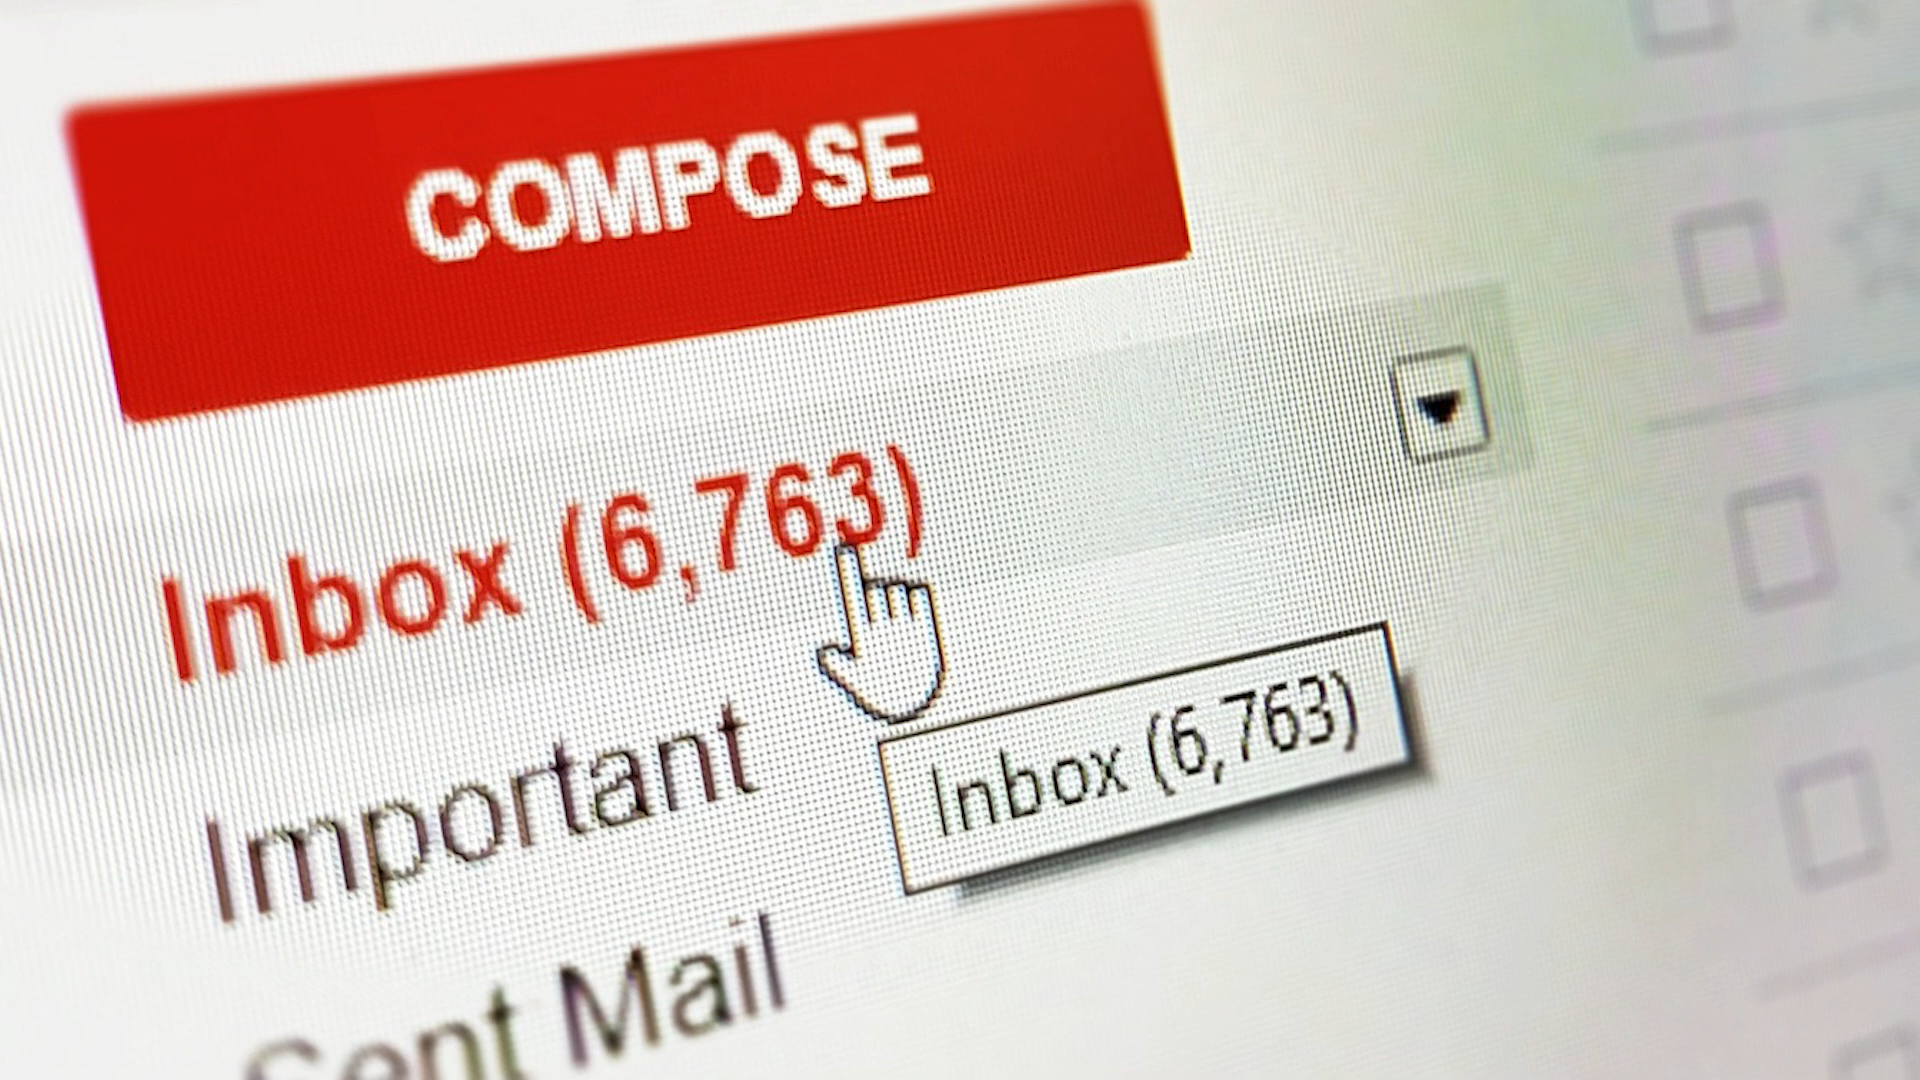 COMPOSE
Inbox (6,763)
Important
Inbox (6,763)
Sent Mail